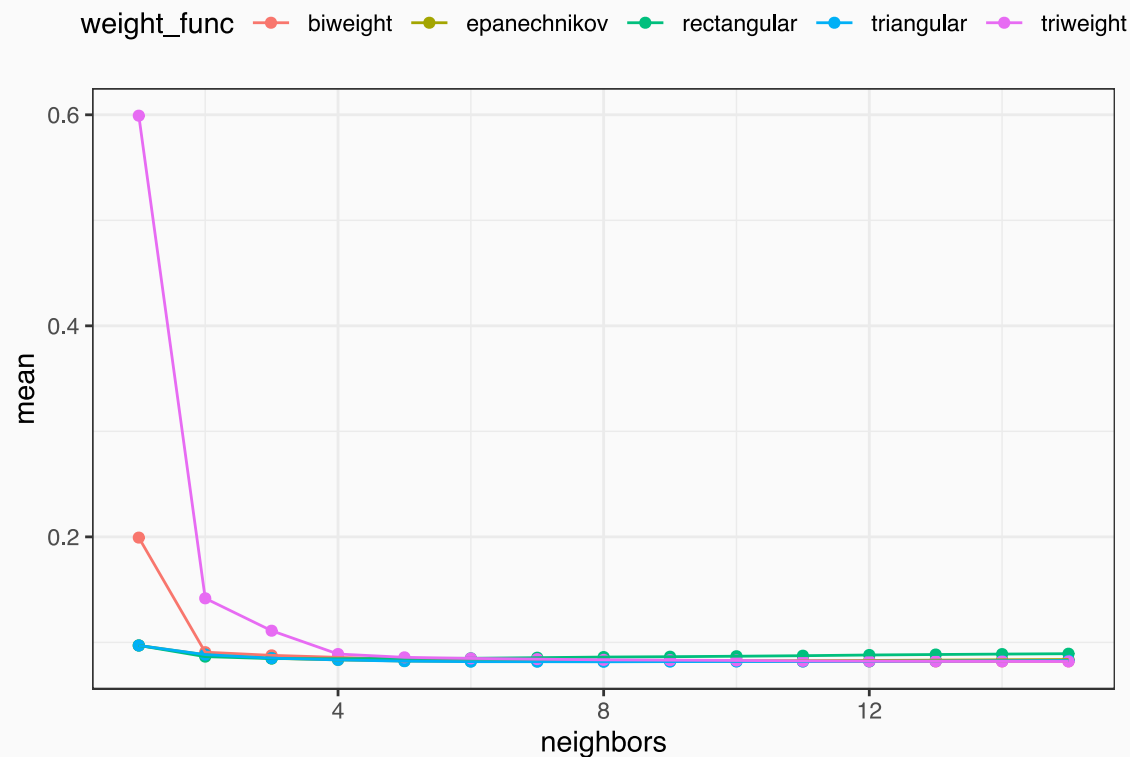 weight_func biweight epanechnikov rectangular triangular triweight
0.6
0.4
0.2
mean
4 8 12
neighbors